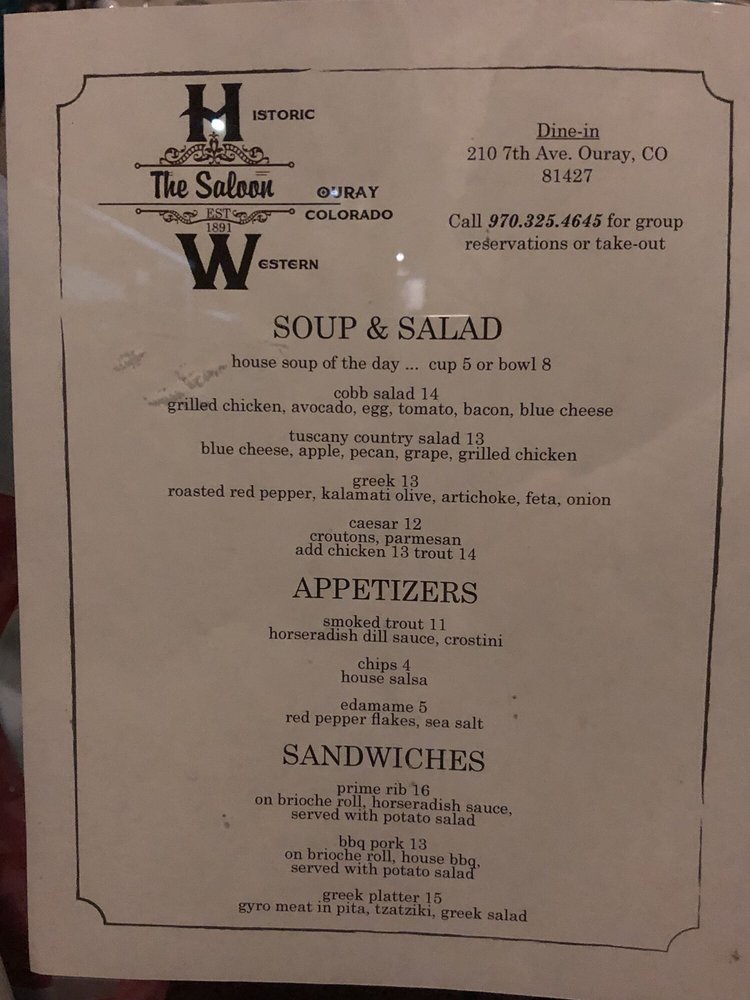 HISTORIC
The Saloon
EST
1891
OURAY
COLORADO
WESTERN
Dine-in
210 7th Ave. Ouray, CO
81427
Call 970.325.4645 for group
reservations or take-out
SOUP & SALAD
house soup of the day ... cup 5 or bowl 8
cobb salad 14
grilled chicken, avocado, egg, tomato, bacon, blue cheese
tuscany country salad 13
blue cheese, apple, pecan, grape, grilled chicken
greek 13
roasted red pepper, kalamati olive, artichoke, feta, onion
caesar 12
croutons, parmesan
add chicken 13 trout 14
APPETIZERS
smoked trout 11
horseradish dill sauce, crostini
chips 4
house salsa
edamame 5
red pepper flakes, sea salt
SANDWICHES
prime rib 16
on brioche roll, horseradish sauce,
served with potato salad
bbq pork 13
on brioche roll, house bbq,
served with potato salad
greek platter 15
gyro meat in pita, tzatziki, greek salad